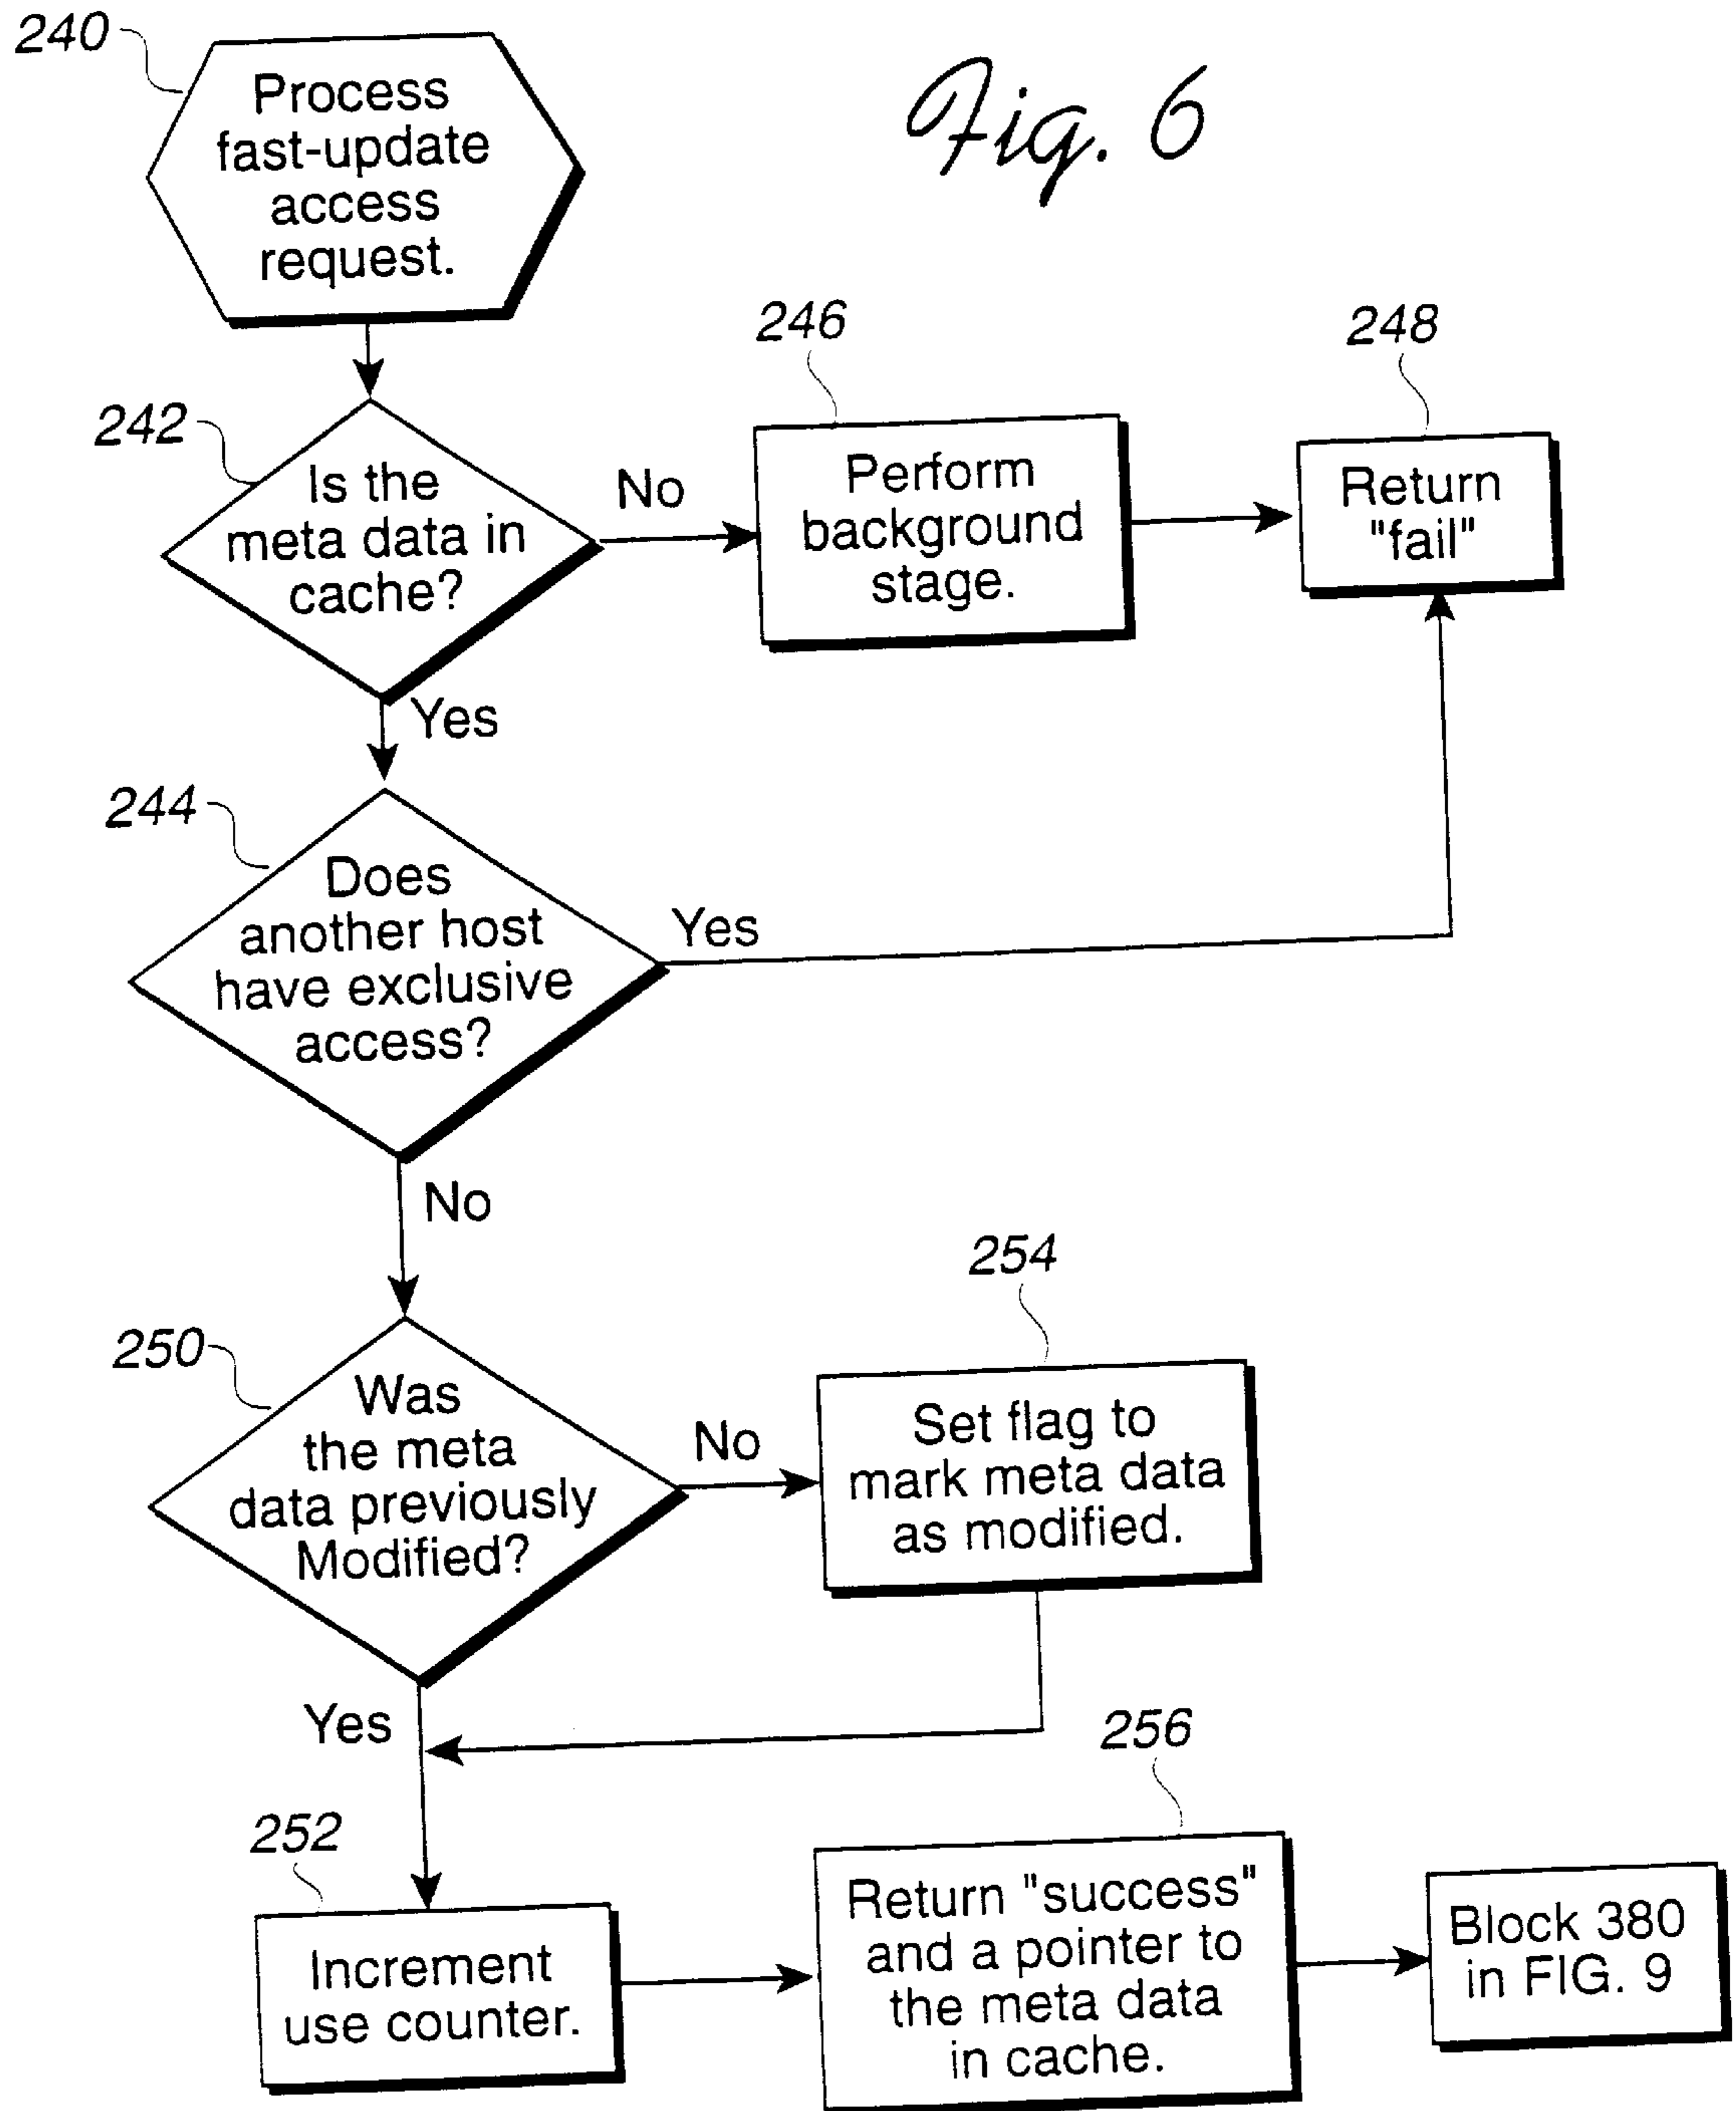 Fig. 6
240
Process
fast-update
access
request.
242
Is the
meta data in
cache?
No
Yes
246
Perform
background
stage.
248
Return
"fail"
244
Does
another host
have exclusive
access?
Yes
No
250
Was
the meta
data previously
Modified?
No
Yes
254
Set flag to
mark meta data
as modified.
252
Increment
use counter.
256
Return "success"
and a pointer to
the meta data
in cache.
Block 380
in FIG. 9